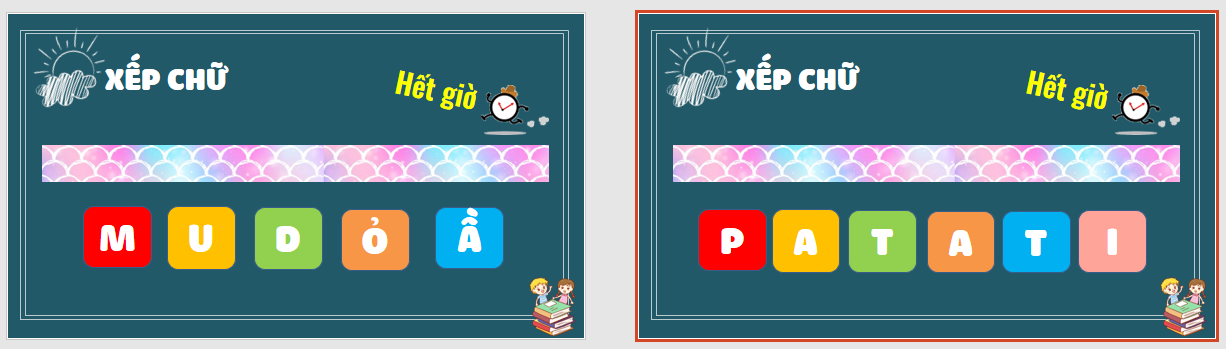 XẾP CHỮ
Hết giờ
M U D Ỏ Ầ
XẾP CHỮ
Hết giờ
P A T A T I